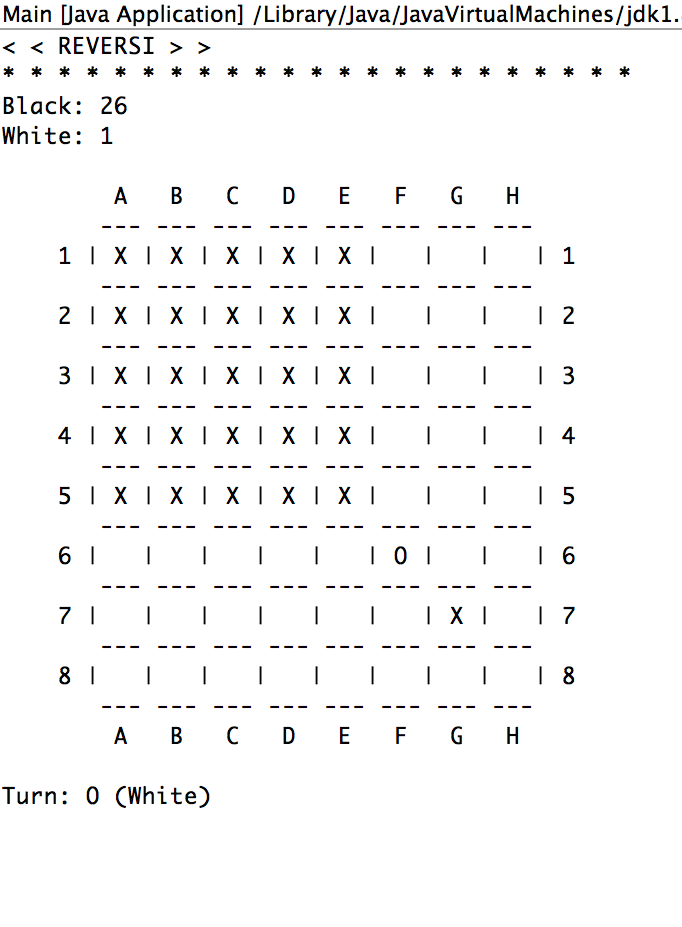 Main [Java Application] /Library/Java/JavaVirtualMachines/jdk1.
< < REVERSI > >
* * * * * * * * * * * * * * * * * * * * * * *
Black: 26
White: 1
A B C D E F G H
--- --- --- --- --- --- --- ---
1 | X | X | X | X | X | | | | 1
--- --- --- --- --- --- --- ---
2 | X | X | X | X | X | | | | 2
--- --- --- --- --- --- --- ---
3 | X | X | X | X | X | | | | 3
--- --- --- --- --- --- --- ---
4 | X | X | X | X | X | | | | 4
--- --- --- --- --- --- --- ---
5 | X | X | X | X | X | | | | 5
--- --- --- --- --- --- --- ---
6 | | | | | | O | | | 6
--- --- --- --- --- --- --- ---
7 | | | | | | | X | | 7
--- --- --- --- --- --- --- ---
8 | | | | | | | | | 8
--- --- --- --- --- --- --- ---
A B C D E F G H
Turn: O (White)